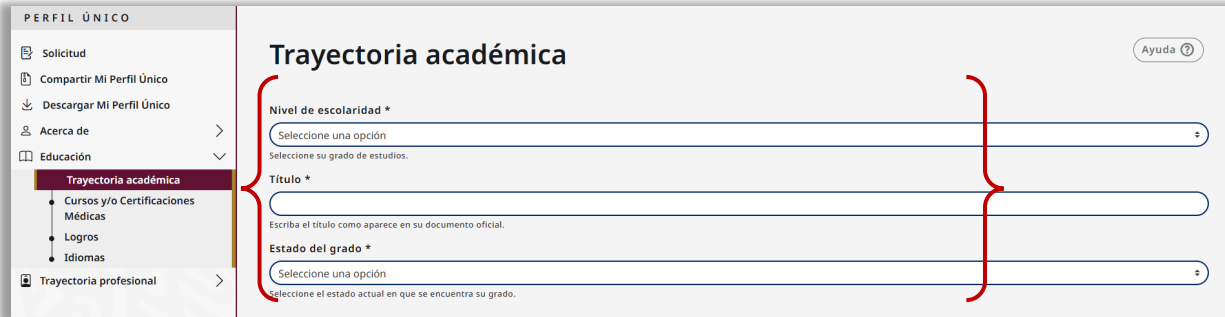 PERFIL ÚNICO
Solicitud
Compartir Mi Perfil Único
Descargar Mi Perfil Único
Acerca de
Educación
Trayectoria académica
Cursos y/o Certificaciones
Médicas
Logros
Idiomas
Trayectoria profesional
Trayectoria académica
Ayuda ?
Nivel de escolaridad *
Seleccione una opción
Seleccione su grado de estudios.
Título *
Escriba el título como aparece en su documento oficial.
Estado del grado *
Seleccione una opción
Seleccione el estado actual en que se encuentra su grado.